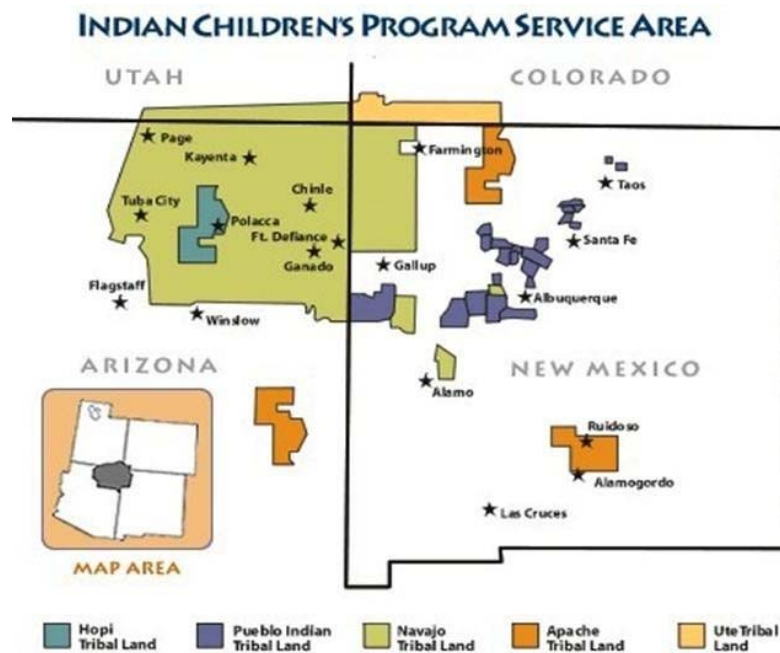 INDIAN CHILDREN'S PROGRAM SERVICE AREA
UTAH
COLORADO
Page
Kayenta
Farmington
Tuba City
Chinle
Taos
Polacca
Ft. Defiance
Ganado
Santa Fe
Gallup
Flagstaff
Winslow
Albuquerque
ARIZONA
NEW MEXICO
Alamo
Ruidoso
Alamogordo
Las Cruces
MAP AREA
Hopi
Tribal Land
Pueblo Indian
Tribal Land
Navajo
Tribal Land
Apache
Tribal Land
Ute Tribal
Land